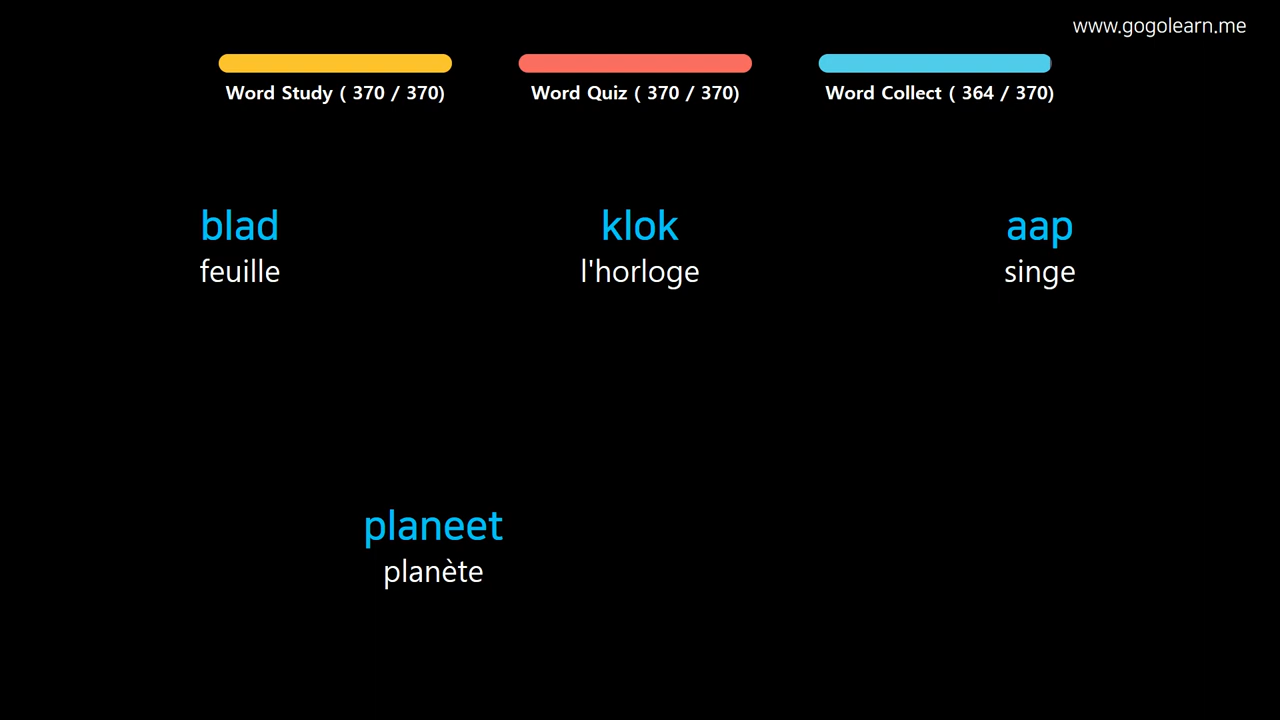 www.gogolearn.me
Word Study ( 370 / 370)
Word Quiz ( 370 / 370)
Word Collect ( 364 / 370)
blad
feuille
klok
l'horloge
aap
singe
planeet
planète